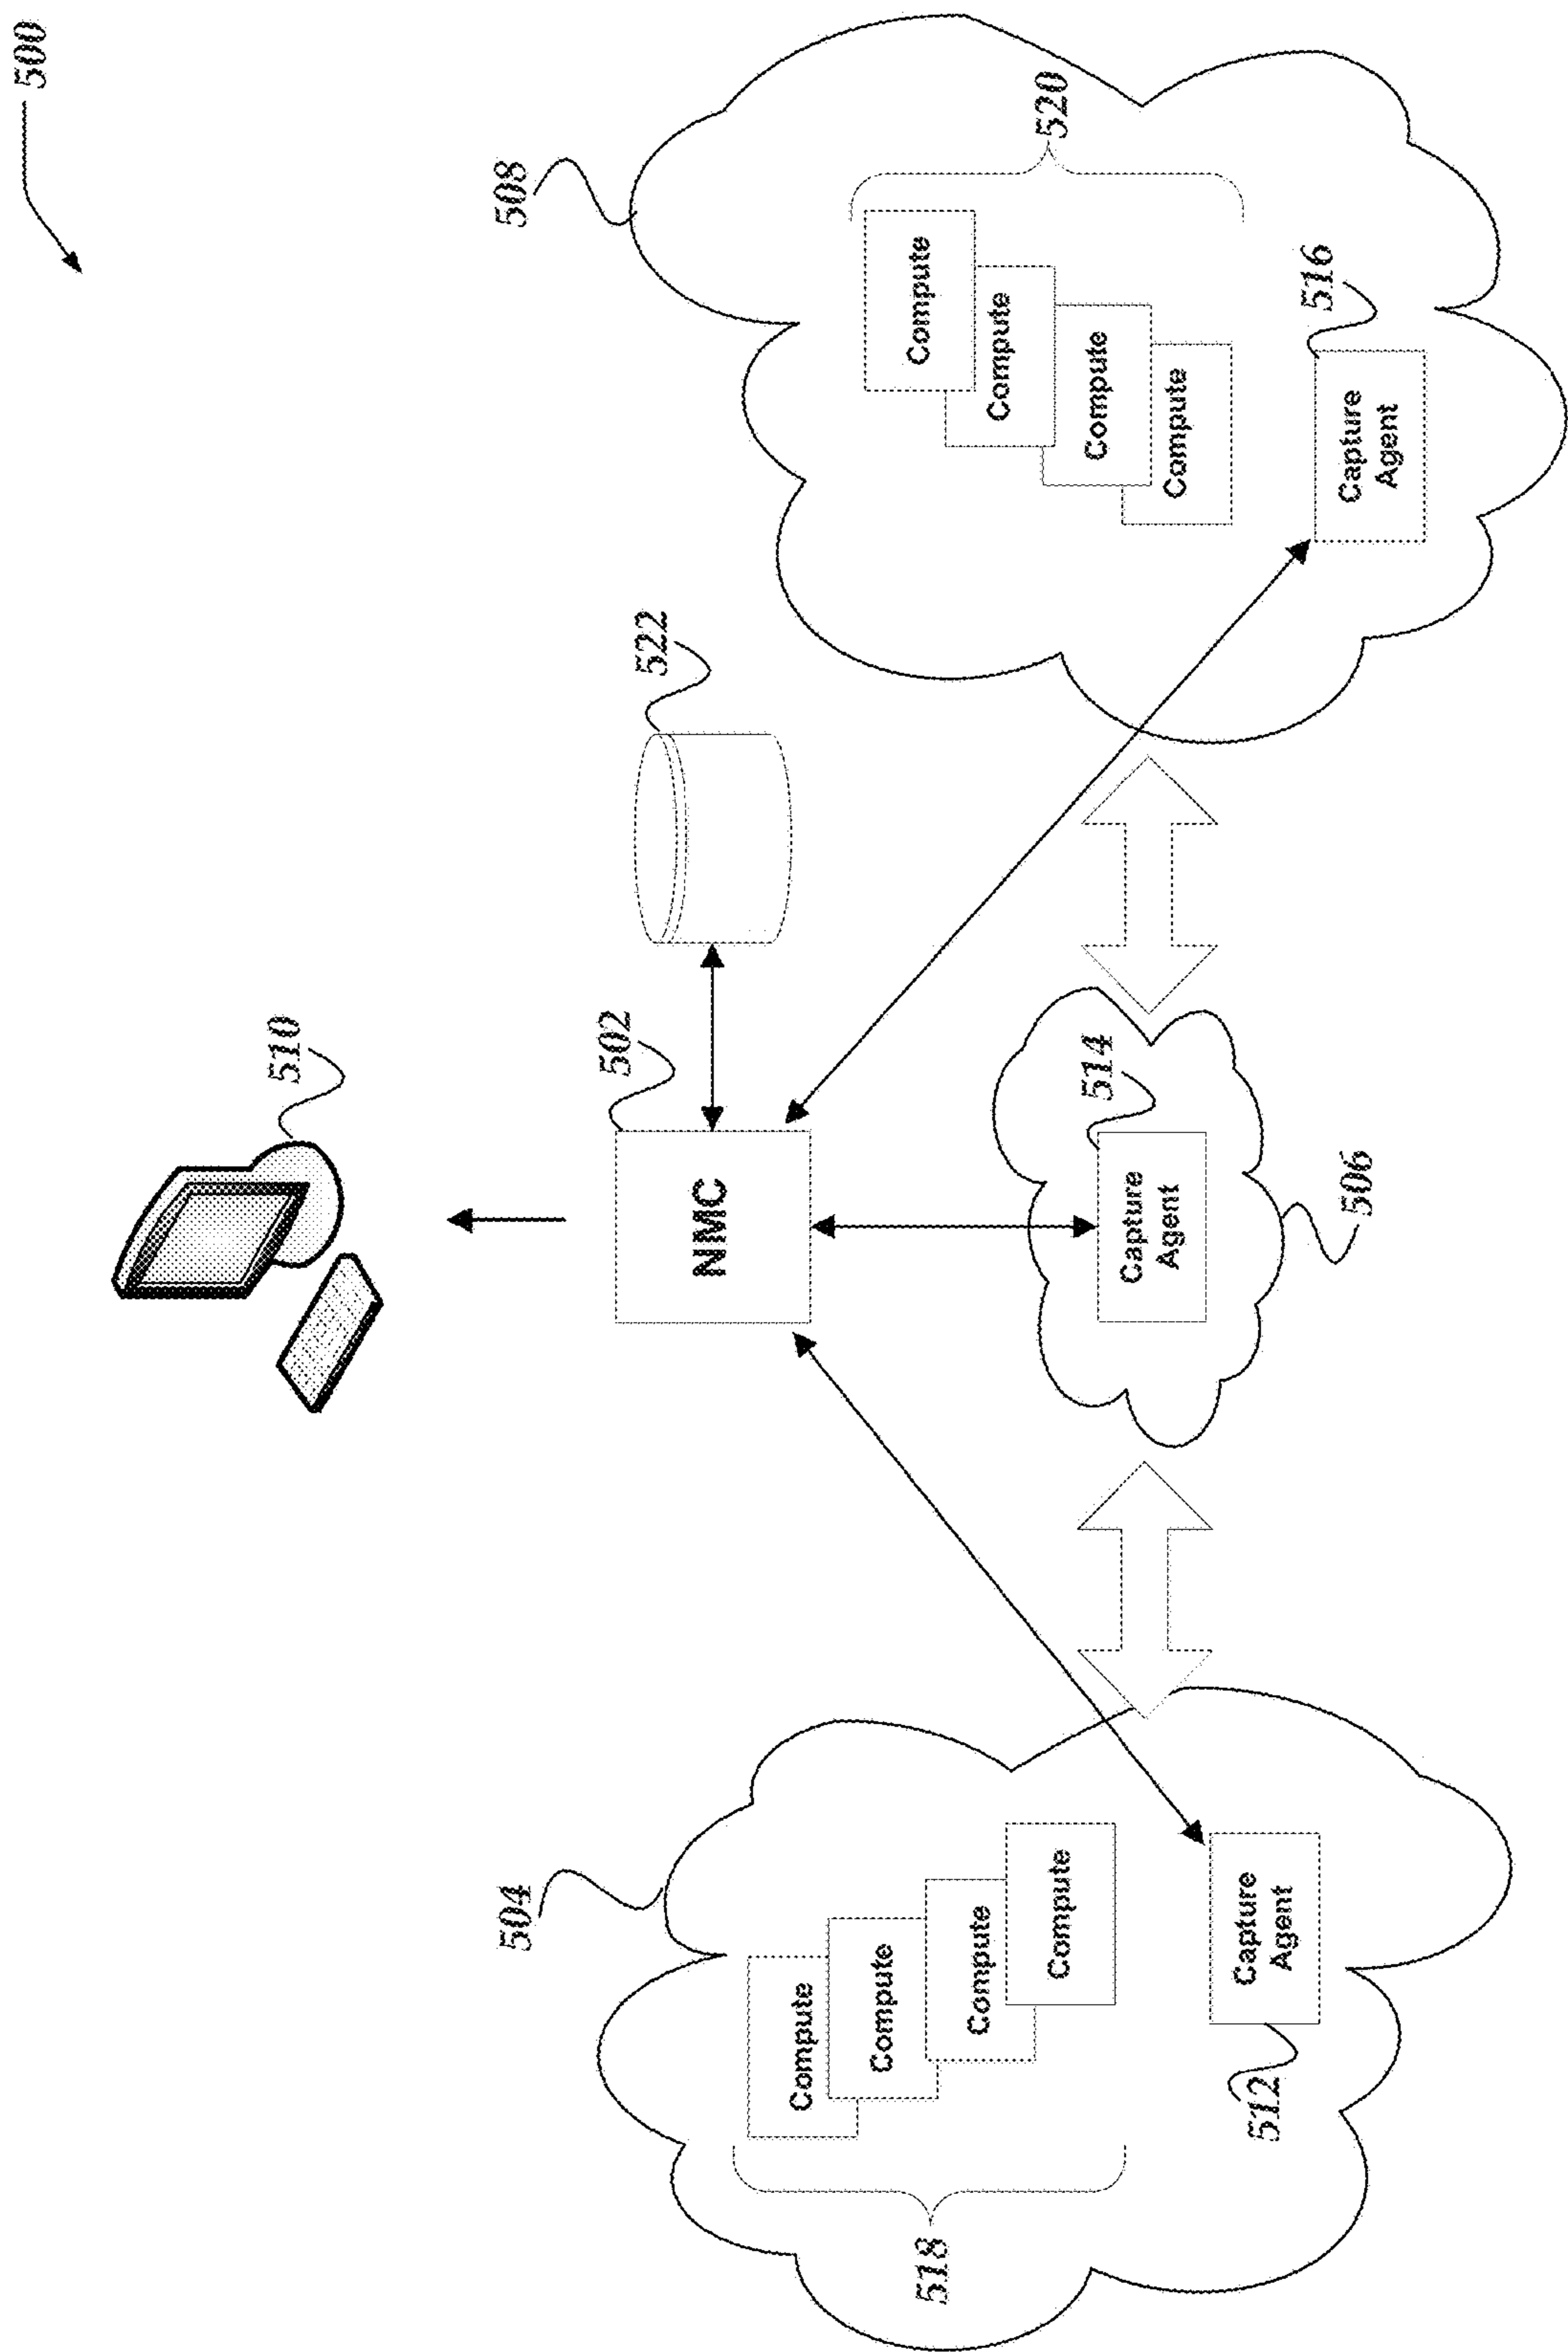 500
510
504
508
502
522
NMC
Compute
Compute
Compute
Compute
518
Compute
Compute
Compute
Compute
520
514
Capture
Agent
512
Capture
Agent
516
Capture
Agent
506